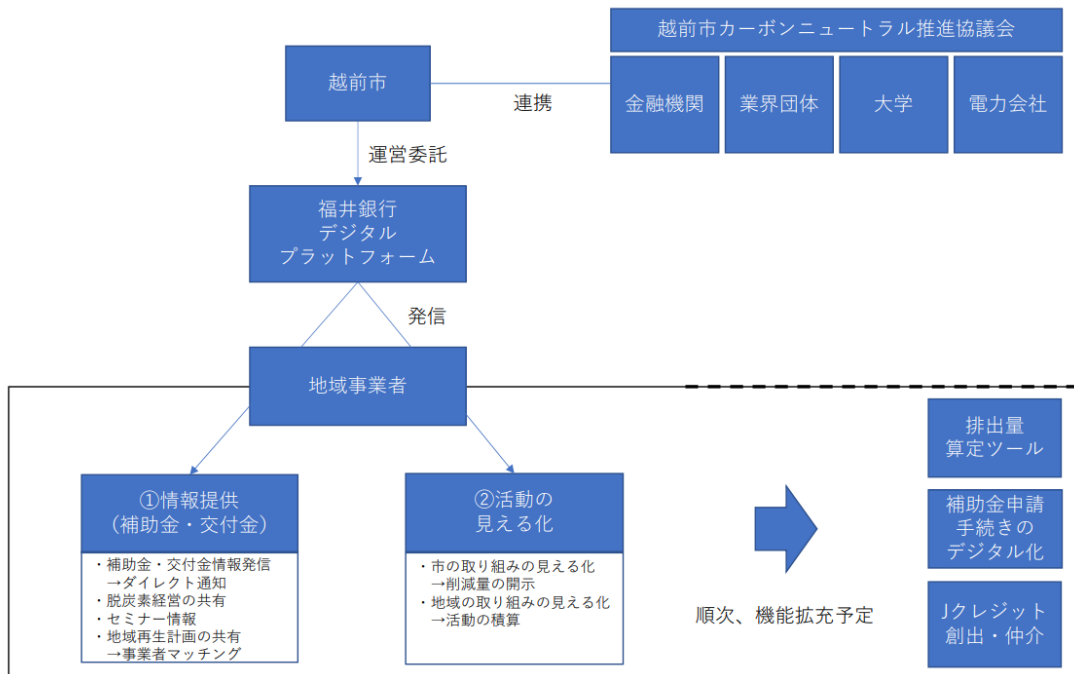 越前市カーボンニュートラル推進協議会
越前市
連携
金融機関
業界団体
大学
電力会社
運営委託
福井銀行
デジタル
プラットフォーム
発信
地域事業者
①情報提供
(補助金・交付金)
・補助金・交付金情報発信
→ダイレクト通知
・脱炭素経営の共有
・セミナー情報
・地域再生計画の共有
→事業者マッチング
②活動の
見える化
・市の取り組みの見える化
→削減量の開示
・地域の取り組みの見える化
→活動の積算
順次、機能拡充予定
排出量
算定ツール
補助金申請
手続きの
デジタル化
Jクレジット
創出・仲介